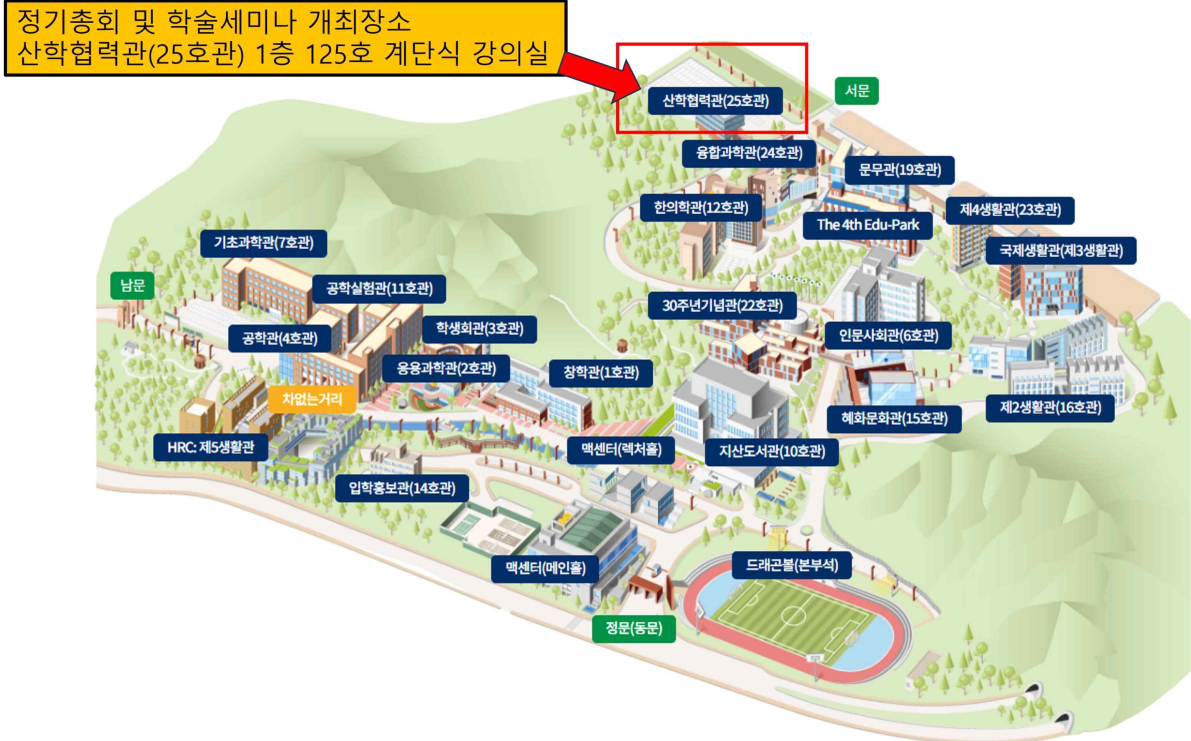 정기총회 및 학술세미나 개최장소
산학협력관(25호관) 1층 125호 계단식 강의실
산학협력관(25호관)
서문
융합과학관(24호관)
문무관(19호관)
한의학관(12호관)
The 4th Edu-Park
제4생활관(23호관)
기초과학관(7호관)
국제생활관(제3생활관)
남문
공학실험관(11호관)
30주년기념관(22호관)
학생회관(3호관)
공학관(4호관)
인문사회관(6호관)
응용과학관(2호관)
창학관(1호관)
차없는거리
제2생활관(16호관)
혜화문화관(15호관)
HRC: 제5생활관
맥센터(렉처홀)
지산도서관(10호관)
입학홍보관(14호관)
맥센터(메인홀)
드래곤볼(본부석)
정문(동문)